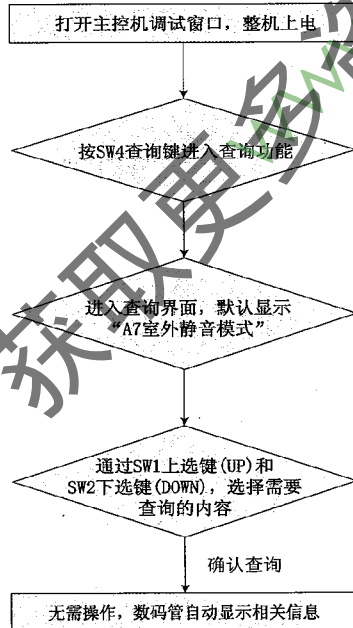 打开主控机调试窗口，整机上电
按SW4查询键进入查询功能
进入查询界面，默认显示
“A7室外静音模式”
通过SW1上选键(UP)和
SW2下选键(DOWN)，选择需要
查询的内容
确认查询
无需操作，数码管自动显示相关信息
获取更多
www